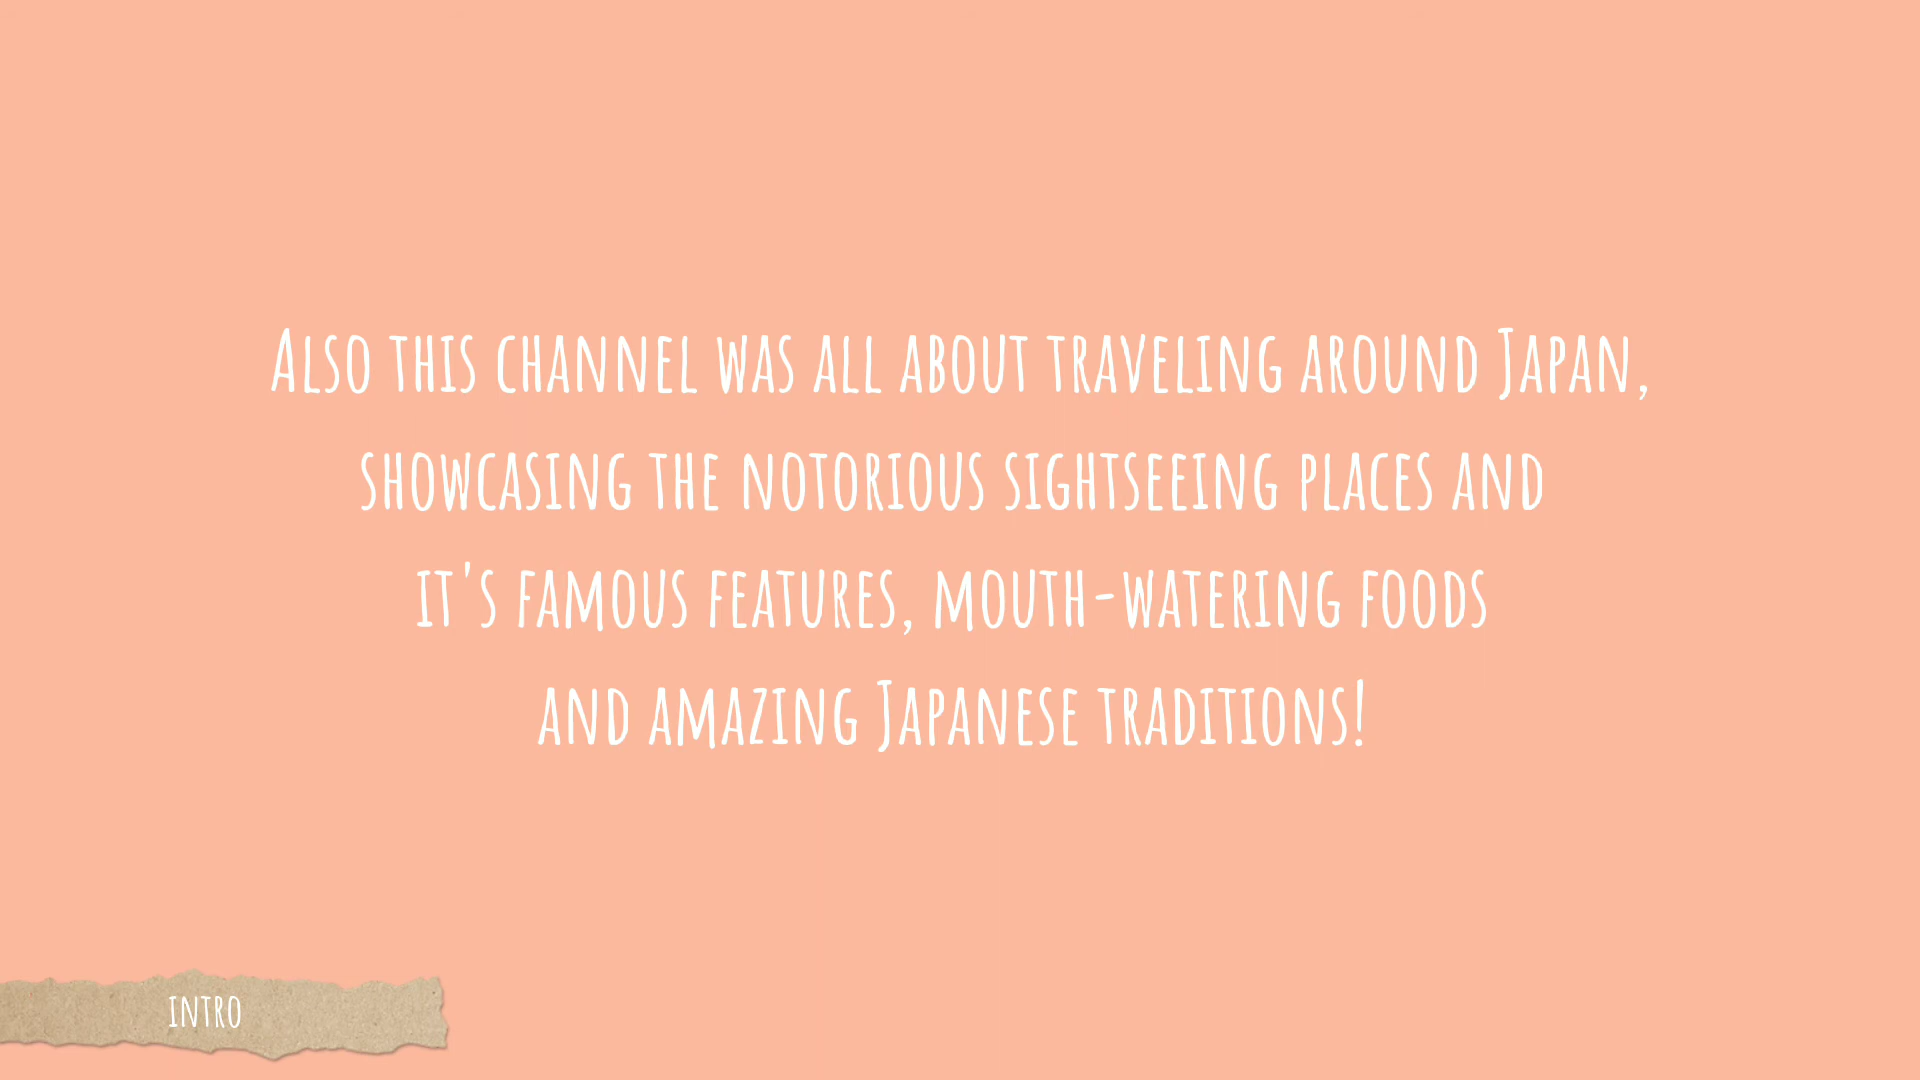 Also this channel was all about traveling around Japan,
showcasing the notorious sightseeing places and
it's famous features, mouth-watering foods
and amazing Japanese traditions!
intro